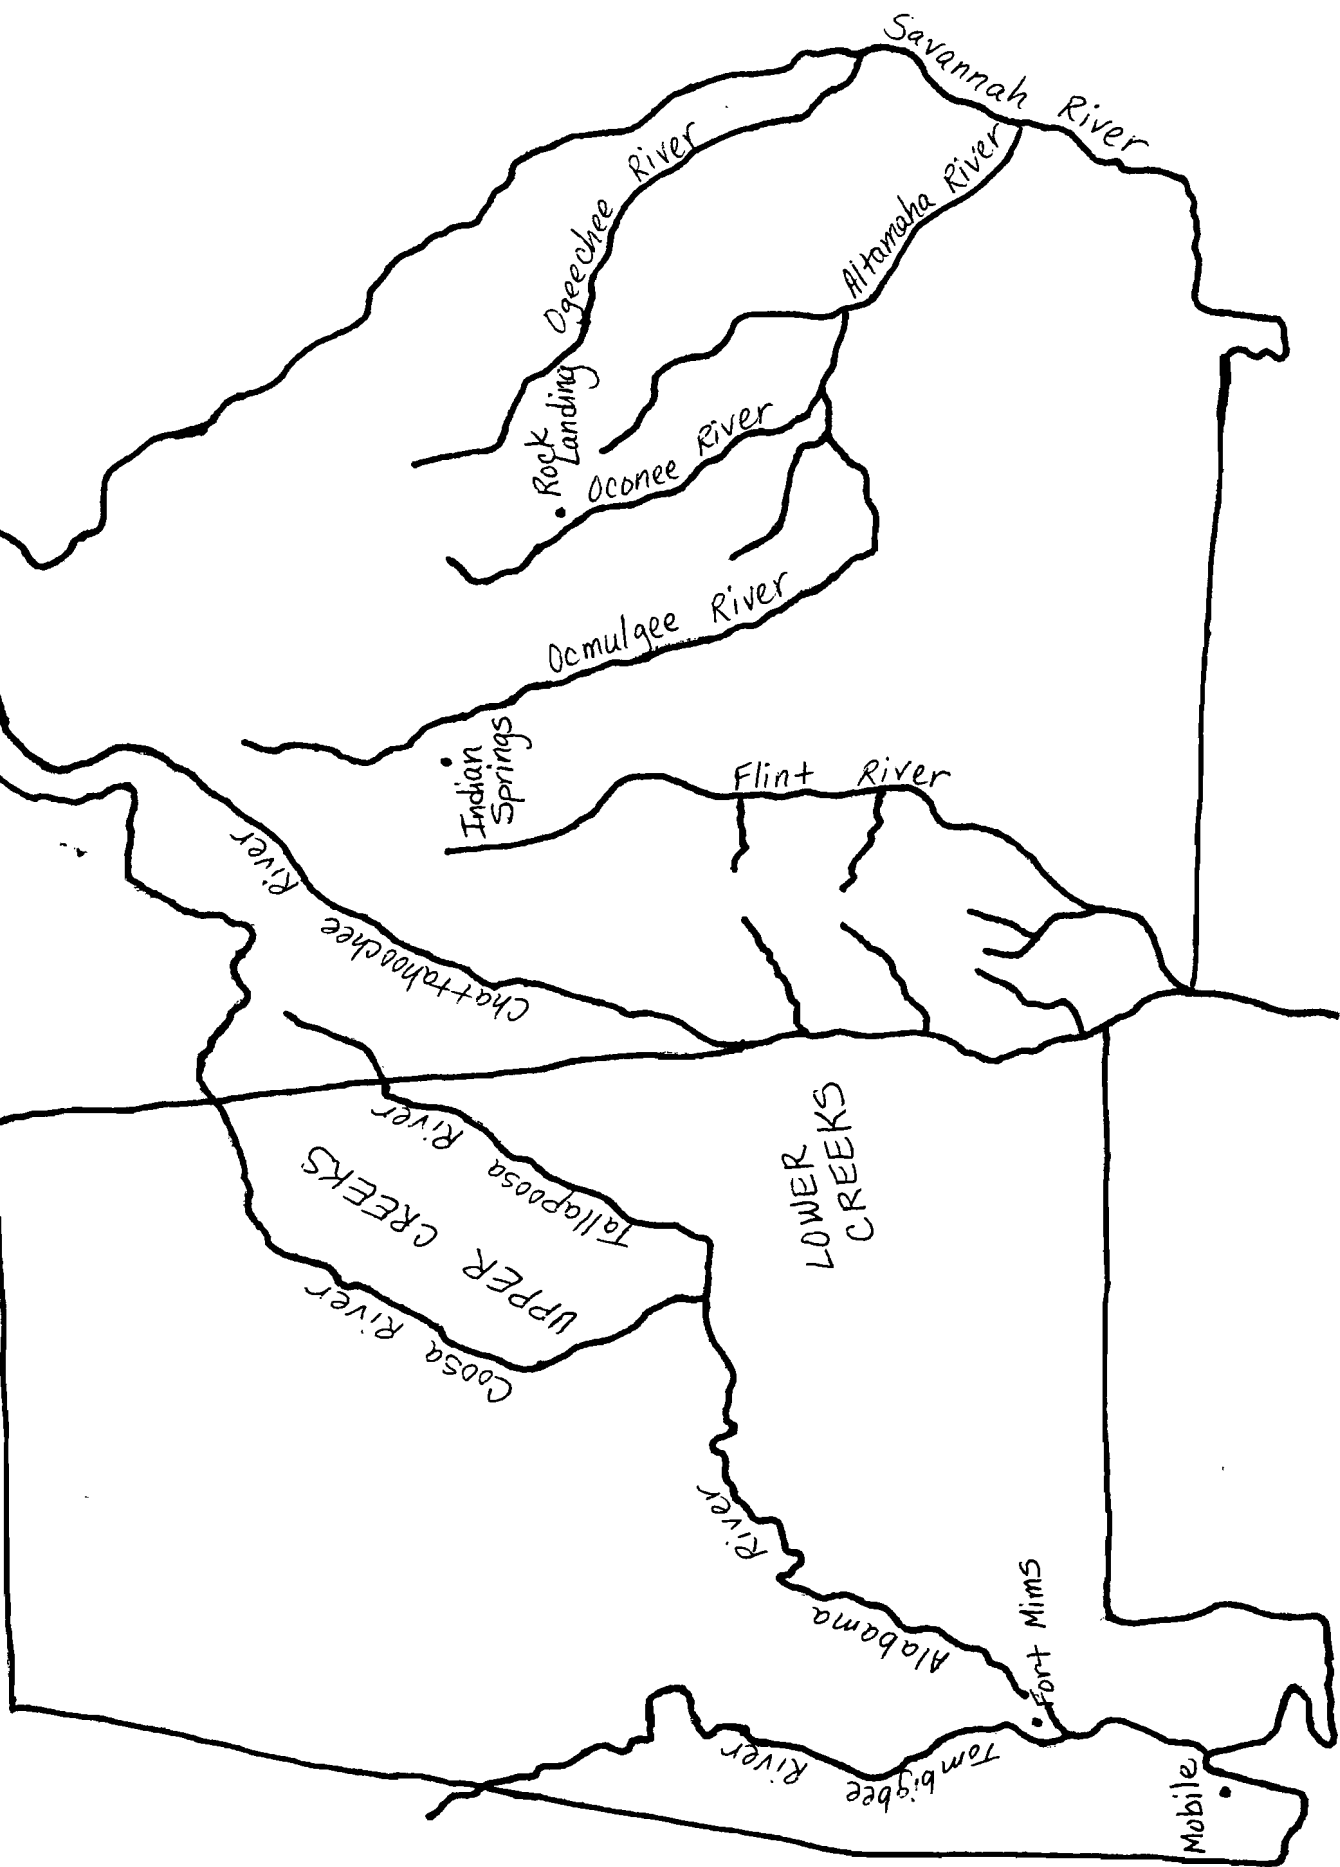 Savannah River
Ogeechee River
Altamaha River
Rock
Landing
Oconee River
Ocmulgee River
Indian
Springs
Flint River
Chattahoochee River
Tallapoosa River
UPPER CREEKS
Coosa River
LOWER
CREEKS
Alabama River
Fort Mims
Tombigbee River
Mobile